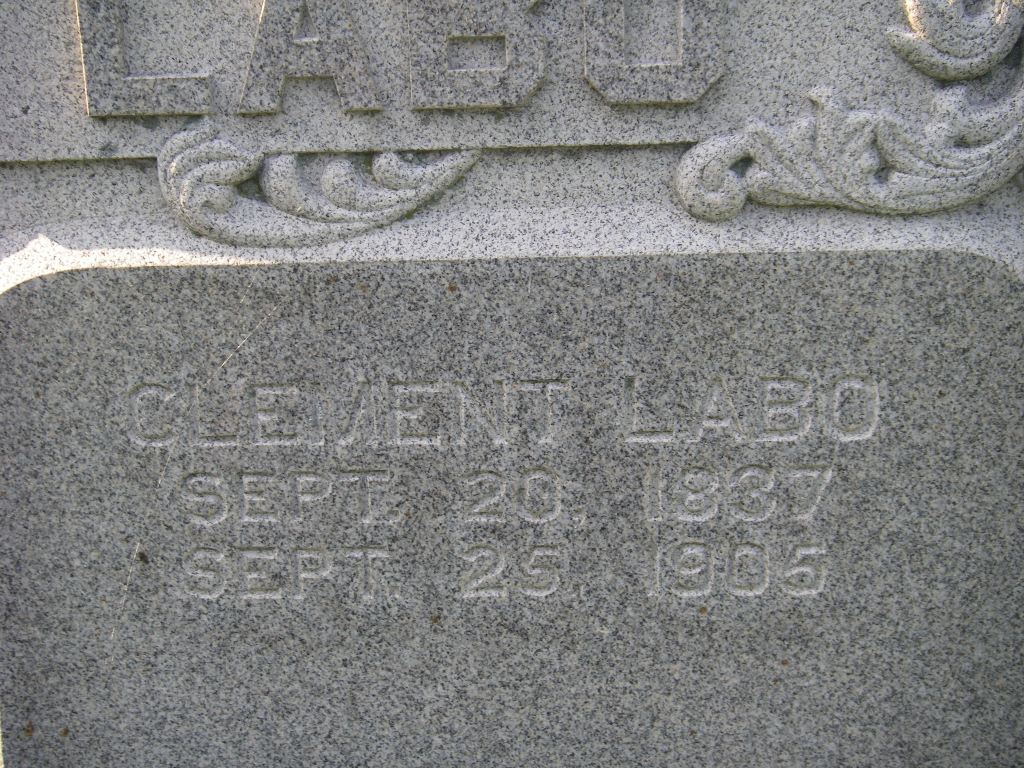 LABO
CLEMENT LABO
SEPT. 20, 1837
SEPT. 25, 1905